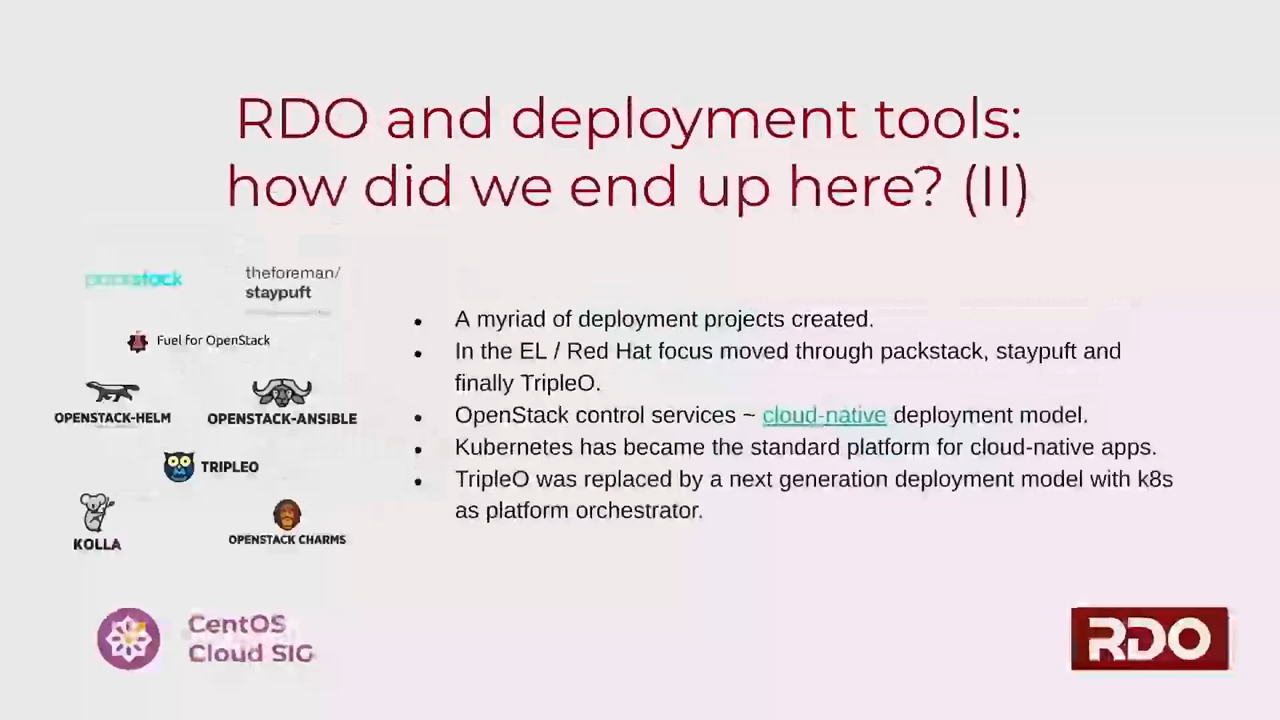 RDO and deployment tools:
how did we end up here? (II)
packstack
theforeman/
staypuft
Fuel for OpenStack
OPENSTACK-HELM
OPENSTACK-ANSIBLE
TRIPLEO
KOLLA
OPENSTACK CHARMS
• A myriad of deployment projects created.
• In the EL / Red Hat focus moved through packstack, staypuft and
finally TripleO.
• OpenStack control services ~ cloud-native deployment model.
• Kubernetes has became the standard platform for cloud-native apps.
• TripleO was replaced by a next generation deployment model with k8s
as platform orchestrator.
CentOS
Cloud SIG
RDO